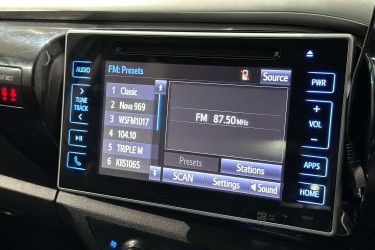 AUDIO
FM: Presets
Source
PWR
1 Classic
2 Nova 969
3 WSFM1017
4 104.10
5 TRIPLE M
6 KIIS1065
TUNE
TRACK
FM 87.50MHz
+
VOL
-
Presets
Stations
APPS
SCAN
Settings
Sound
HOME